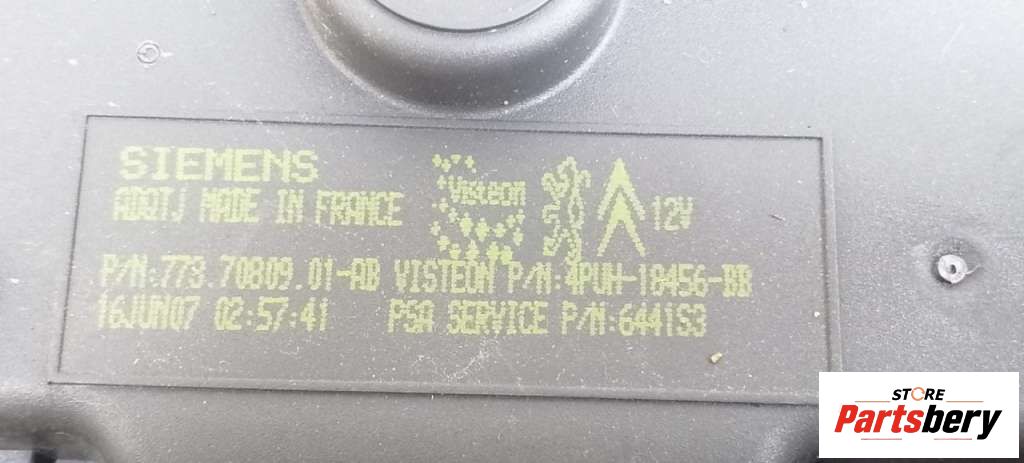 SIEMENS
ADQTJ MADE IN FRANCE
Visteon
12V
P/N:773.70809.01-AB VISTEON P/N:4PUH-18456-BB
16JUN07 02:57:41 PSA SERVICE P/N:6441S3
STORE
Partsbery